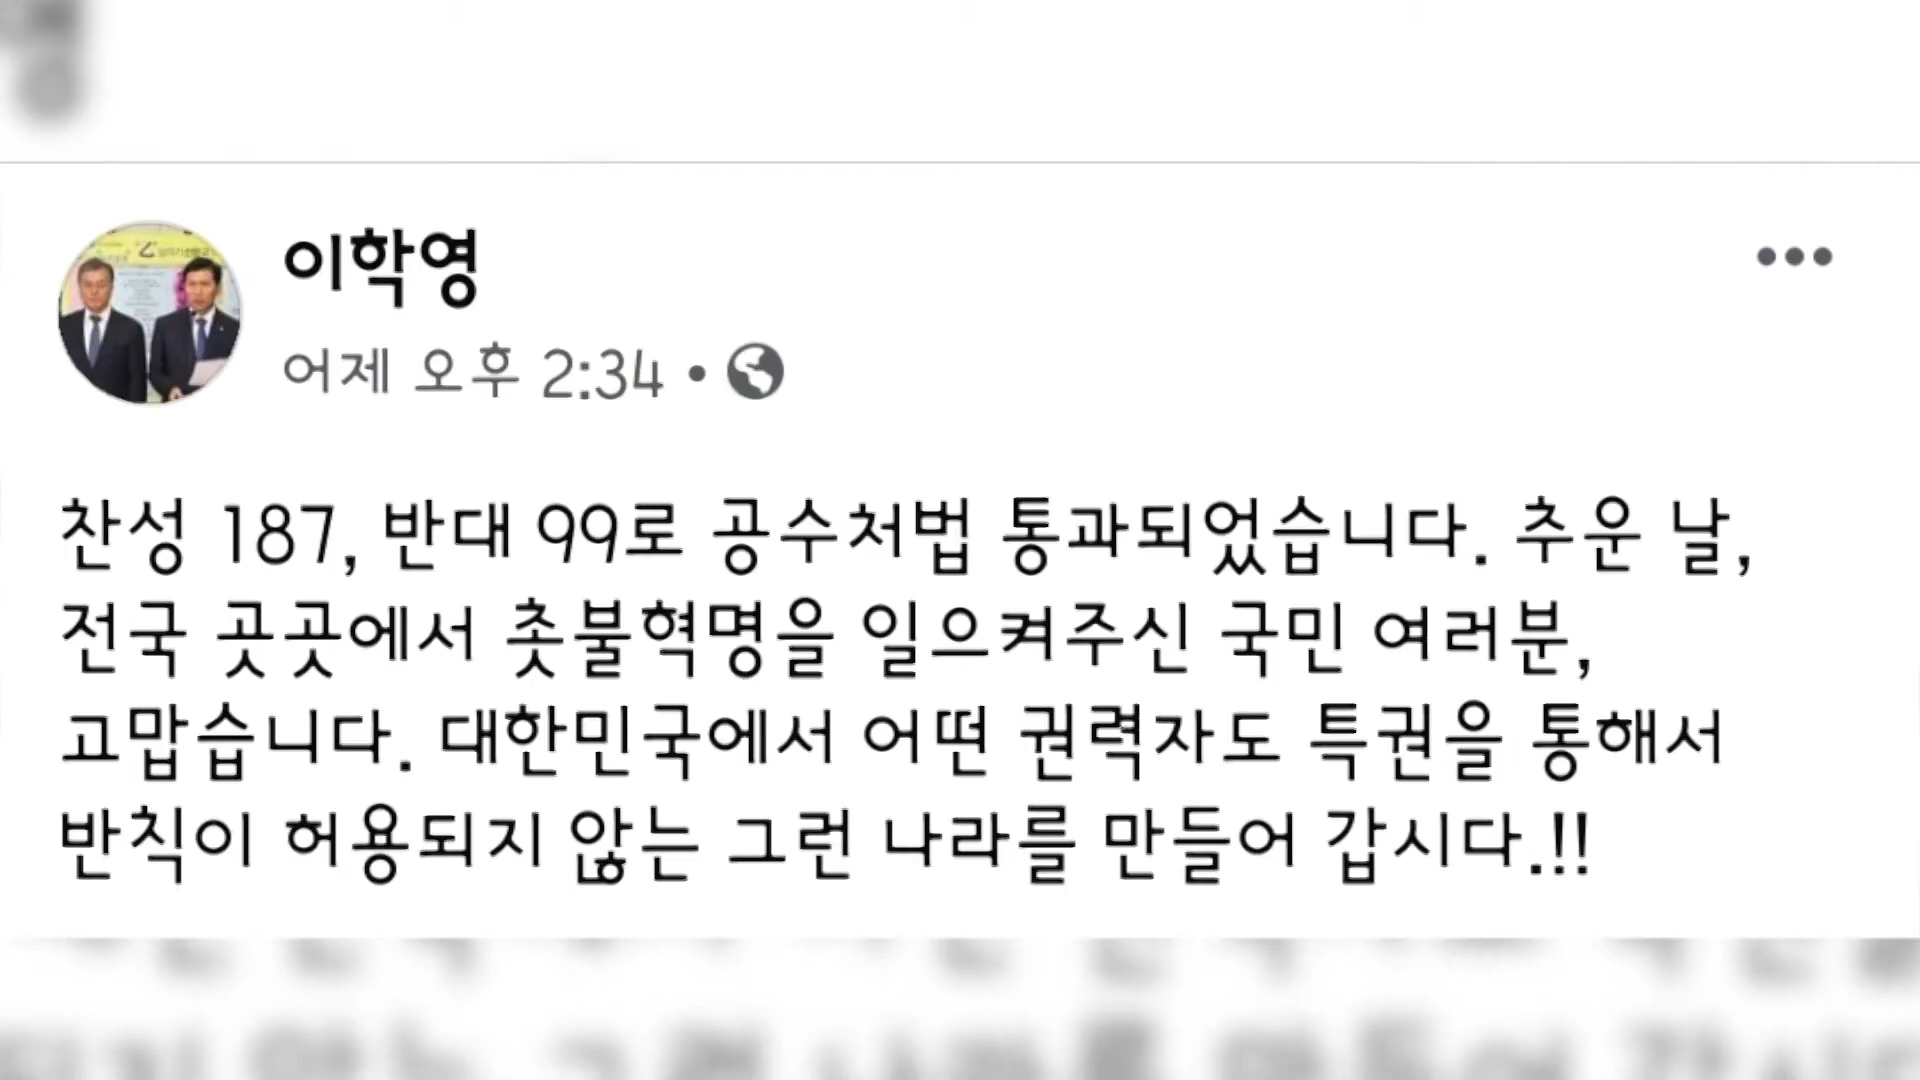 이학영
어제 오후 2:34
찬성 187, 반대 99로 공수처법 통과되었습니다. 추운 날,
전국 곳곳에서 촛불혁명을 일으켜주신 국민 여러분,
고맙습니다. 대한민국에서 어떤 권력자도 특권을 통해서
반칙이 허용되지 않는 그런 나라를 만들어 갑시다.!!